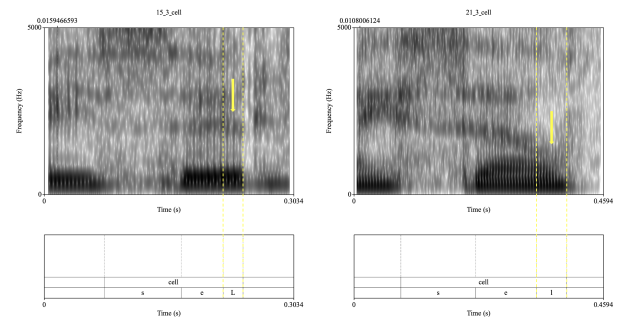 15_3_cell
0.0159466593
5000
Frequency (Hz)
0
0
0.3034
Time (s)
cell
s e L
0
0.3034
Time (s)
21_3_cell
0.0108006124
5000
Frequency (Hz)
0
0
0.4594
Time (s)
cell
s e l
0
0.4594
Time (s)